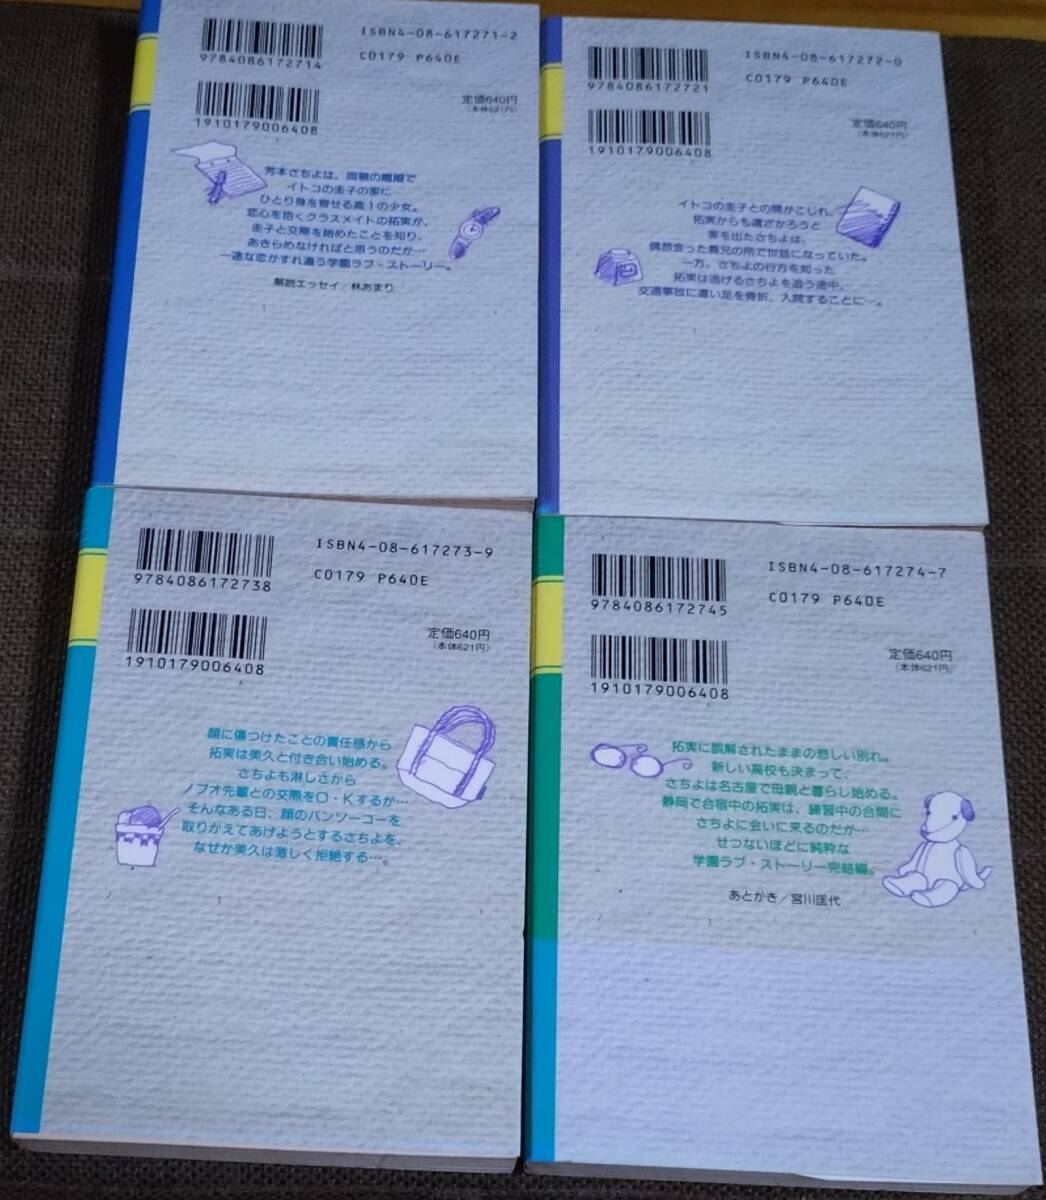 ISBN4-08-617271-2
9784086172714
C0179 P640E
1910179006408
定価640円
(本体621円)
芳本さちよは、両親の離婚で
イトコの圭子の家に
ひとり身を寄せる高1の少女。
恋心を抱くクラスメイトの拓実が、
圭子と交際を始めたことを知り、
あきらめなければと思うのだが…
一途な恋がすれ違う学園ラブ・ストーリー。
解説エッセイ/林あまり
ISBN4-08-617272-0
9784086172721
C0179 P640E
1910179006408
定価640円
(本体621円)
イトコの圭子との間がこじれ、
拓実からも遠ざかろうと
家を出たさちよは、
偶然会った義兄の所で世話になっていた。
一方、さちよの行方を知った
拓実は逃げるさちよを追う途中、
交通事故に遭い足を骨折、入院することに…。
ISBN4-08-617273-9
9784086172738
C0179 P640E
1910179006408
定価640円
(本体621円)
顔に傷つけたことの責任感から
拓実は美久と付き合い始める。
さちよも淋しさから
ノブオ先輩との交際をO・Kするが…
そんなある日、顔のバンソーコーを
取りかえてあげようとするさちよを、
なぜか美久は激しく拒絶する…。
ISBN4-08-617274-7
9784086172745
C0179 P640E
1910179006408
定価640円
(本体621円)
拓実に誤解されたままの悲しい別れ。
新しい高校も決まって、
さちよは名古屋で母親と暮らし始める。
静岡で合宿中の拓実は、練習中の合間に
さちよに会いに来るのだが…
せつないほどに純粋な
学園ラブ・ストーリー完結編。
あとがき/宮川匡代